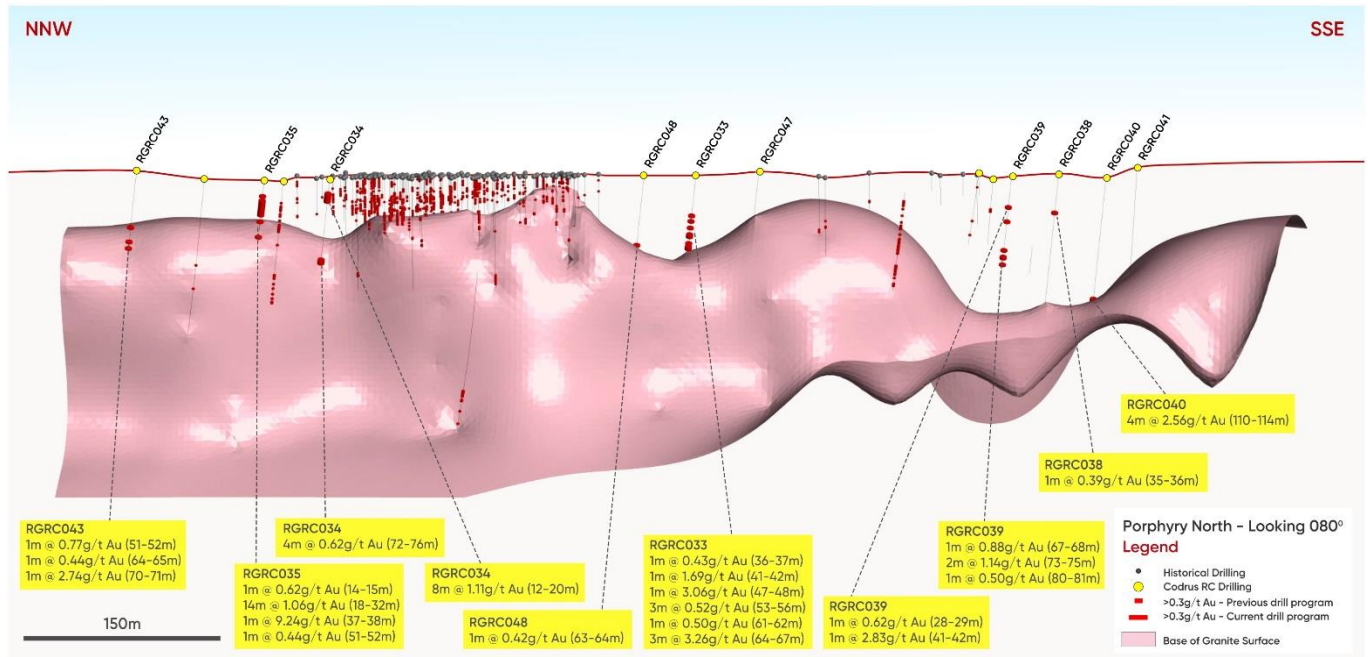 NNW
SSE
RGRC043
RGRC035
RGRC034
RGRC048
RGRC033
RGRC047
RGRC039
RGRC038
RGRC040
RGRC041
RGRC040
4m @ 2.56g/t Au (110-114m)
RGRC038
1m @ 0.39g/t Au (35-36m)
RGRC043
1m @ 0.77g/t Au (51-52m)
1m @ 0.44g/t Au (64-65m)
1m @ 2.74g/t Au (70-71m)
RGRC034
4m @ 0.62g/t Au (72-76m)
RGRC035
1m @ 0.62g/t Au (14-15m)
14m @ 1.06g/t Au (18-32m)
1m @ 9.24g/t Au (37-38m)
1m @ 0.44g/t Au (51-52m)
RGRC034
8m @ 1.11g/t Au (12-20m)
RGRC048
1m @ 0.42g/t Au (63-64m)
RGRC033
1m @ 0.43g/t Au (36-37m)
1m @ 1.69g/t Au (41-42m)
1m @ 3.06g/t Au (47-48m)
3m @ 0.52g/t Au (53-56m)
1m @ 0.50g/t Au (61-62m)
3m @ 3.26g/t Au (64-67m)
RGRC039
1m @ 0.62g/t Au (28-29m)
1m @ 2.83g/t Au (41-42m)
RGRC039
1m @ 0.88g/t Au (67-68m)
2m @ 1.14g/t Au (73-75m)
1m @ 0.50g/t Au (80-81m)
150m
Porphyry North - Looking 080⁰
Legend
Historical Drilling
Codrus RC Drilling
>0.3g/t Au - Previous drill program
>0.3g/t Au - Current drill program
Base of Granite Surface